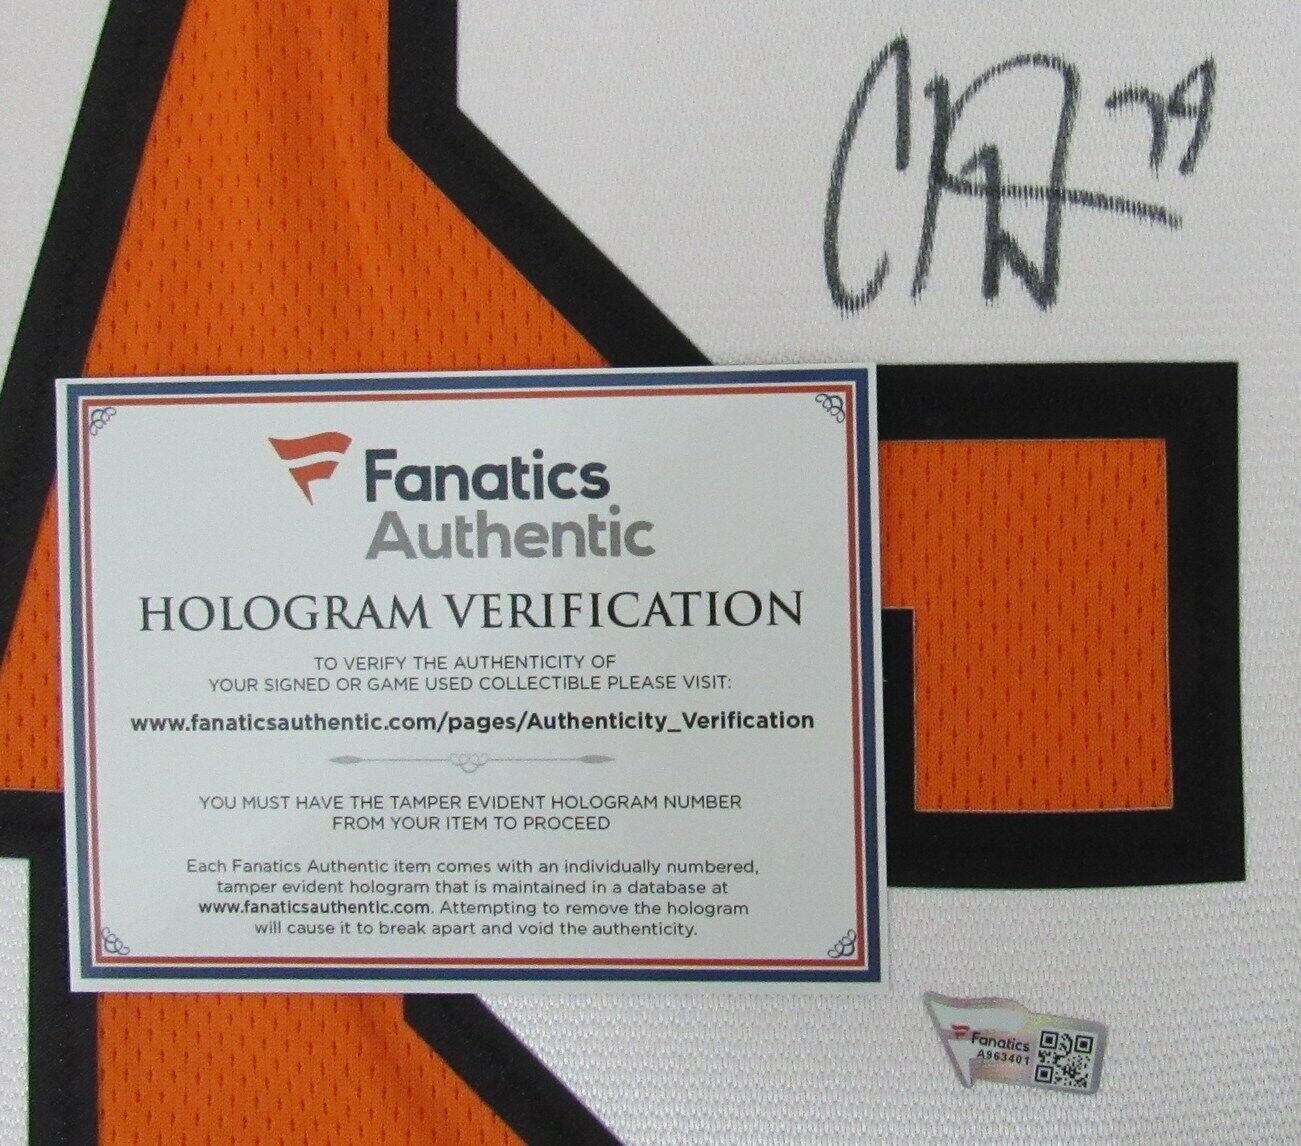 79
Fanatics
Authentic
HOLOGRAM VERIFICATION
TO VERIFY THE AUTHENTICITY OF
YOUR SIGNED OR GAME USED COLLECTIBLE PLEASE VISIT:
www.fanaticsauthentic.com/pages/Authenticity_Verification
YOU MUST HAVE THE TAMPER EVIDENT HOLOGRAM NUMBER
FROM YOUR ITEM TO PROCEED
Each Fanatics Authentic item comes with an individually numbered,
tamper evident hologram that is maintained in a database at
www.fanaticsauthentic.com. Attempting to remove the hologram
will cause it to break apart and void the authenticity.
Fanatics
A963401